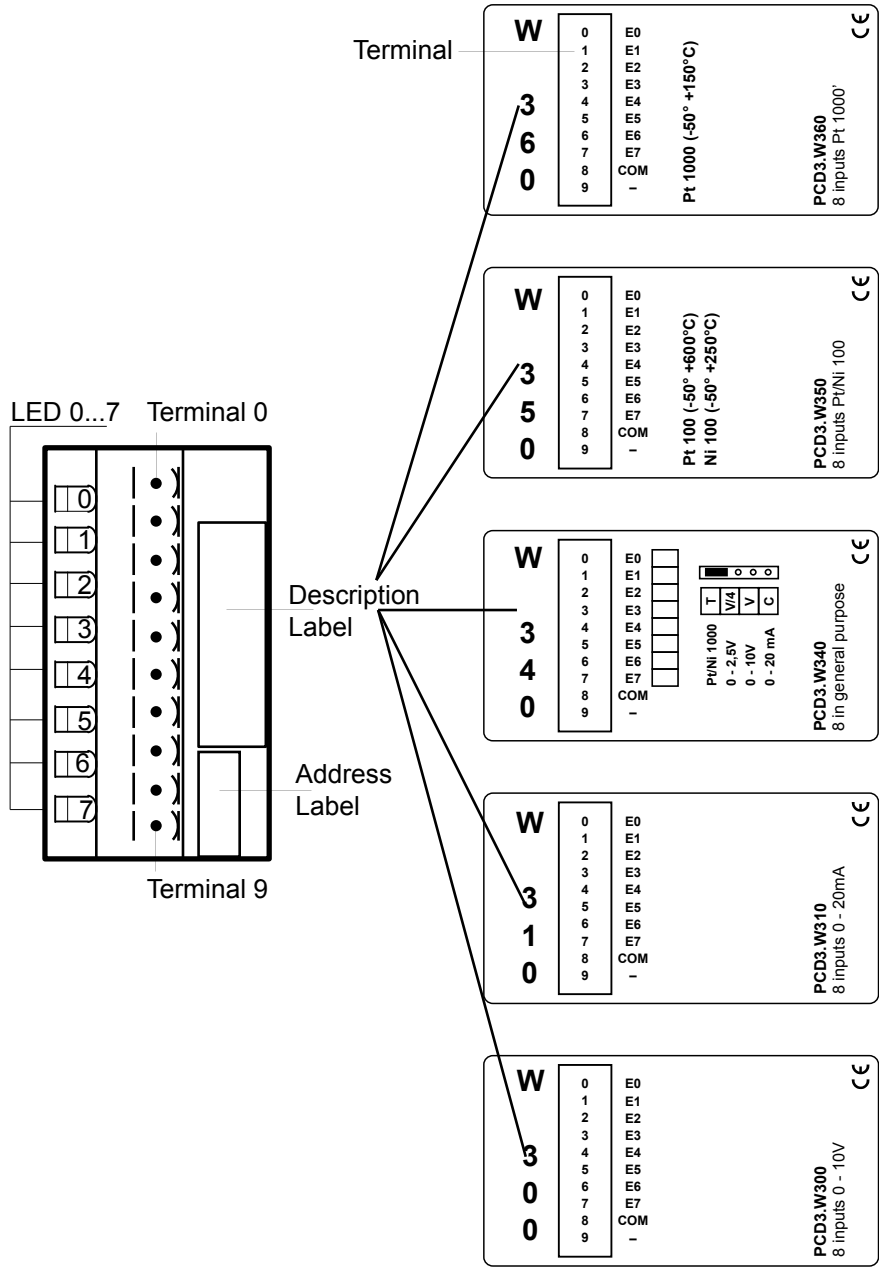 LED 0...7
Terminal 0
0
1
2
3
4
5
6
7
Terminal 9
Description
Label
Address
Label
Terminal
W
3
6
0
0 E0
1 E1
2 E2
3 E3
4 E4
5 E5
6 E6
7 E7
8 COM
9 –
Pt 1000 (-50° +150°C)
PCD3.W360
8 inputs Pt 1000'
CE
W
3
5
0
0 E0
1 E1
2 E2
3 E3
4 E4
5 E5
6 E6
7 E7
8 COM
9 –
Pt 100 (-50° +600°C)
Ni 100 (-50° +250°C)
PCD3.W350
8 inputs Pt/Ni 100
CE
W
3
4
0
0 E0
1 E1
2 E2
3 E3
4 E4
5 E5
6 E6
7 E7
8 COM
9 –
Pt/Ni 1000 T
0 - 2,5V V/4
0 - 10V V
0 - 20 mA C
PCD3.W340
8 in general purpose
CE
W
3
1
0
0 E0
1 E1
2 E2
3 E3
4 E4
5 E5
6 E6
7 E7
8 COM
9 –
PCD3.W310
8 inputs 0 - 20mA
CE
W
3
0
0
0 E0
1 E1
2 E2
3 E3
4 E4
5 E5
6 E6
7 E7
8 COM
9 –
PCD3.W300
8 inputs 0 - 10V
CE